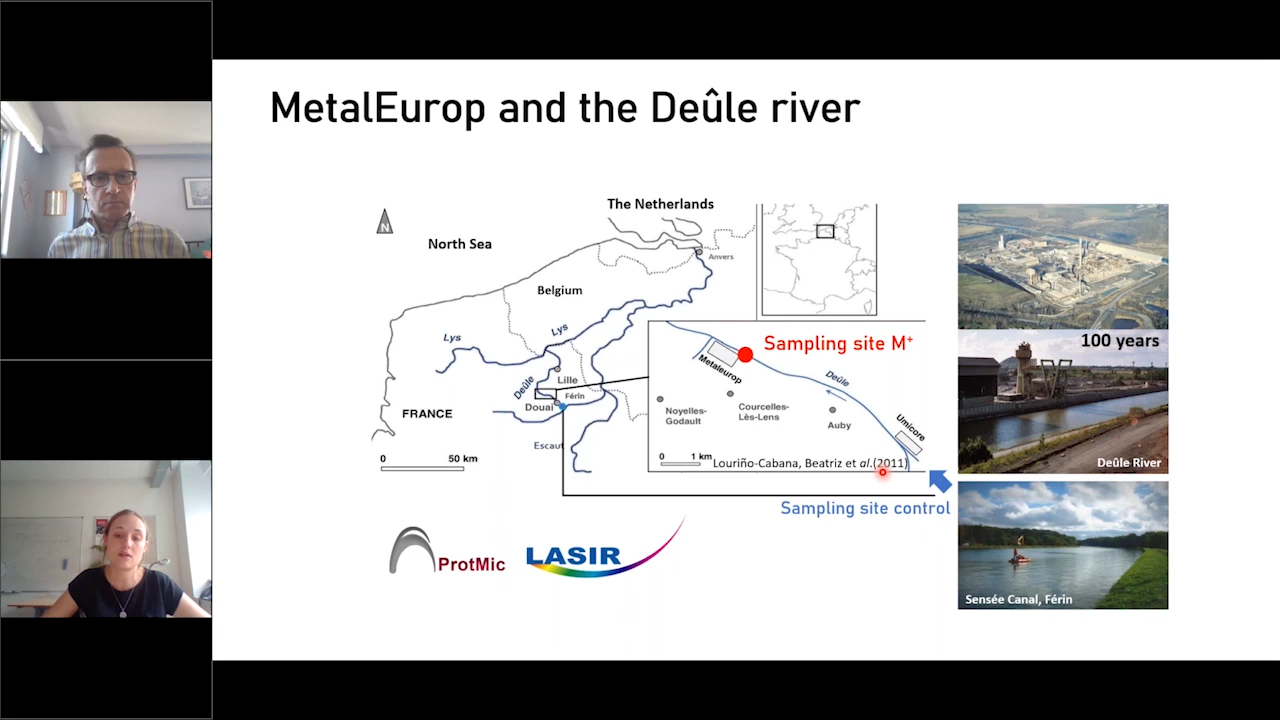 MetalEurop and the Deûle river
The Netherlands
N
North Sea
Anvers
Belgium
Lys
Lys
Deûle
Lille
Férin
Douai
FRANCE
Escaut
0 50 km
Sampling site M⁺
Metaleurop
Deûle
Noyelles-
Godault
Courcelles-
Lès-Lens
Auby
Umicore
0 1 km
Louriño-Cabana, Beatriz et al.(2011)
Sampling site control
100 years
Deûle River
Sensée Canal, Férin
ProtMic
LASIR